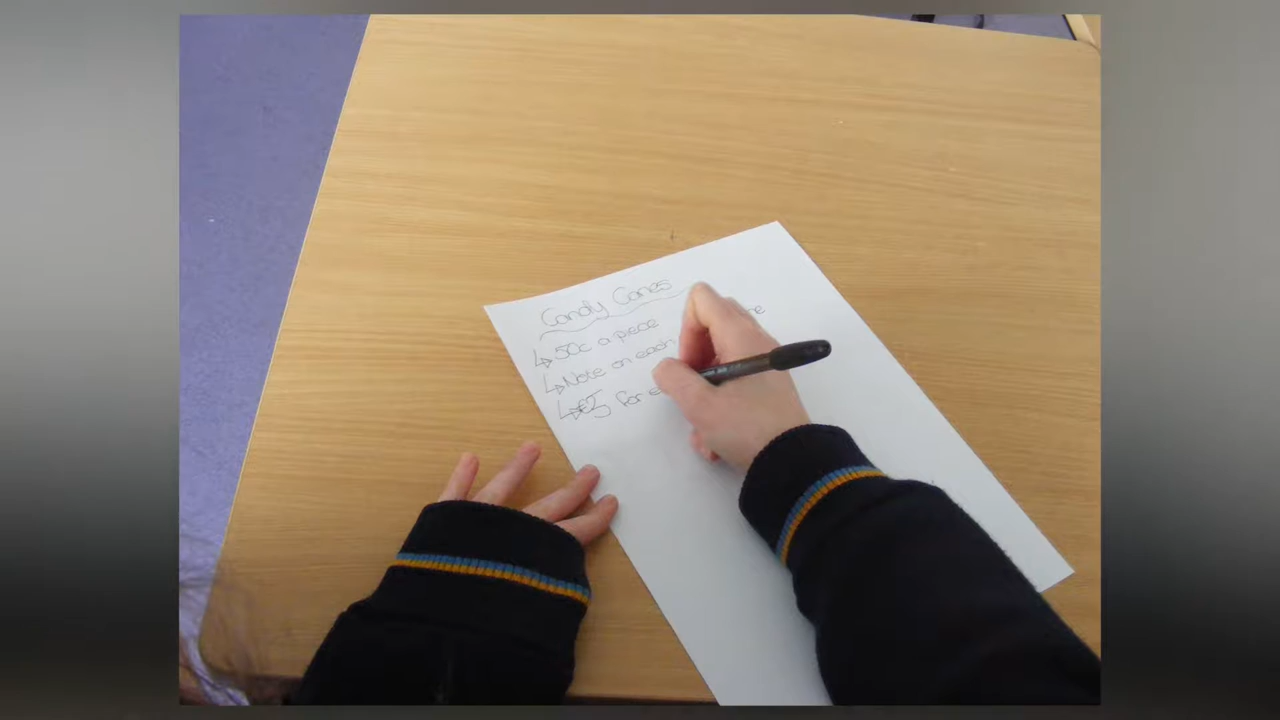 Candy Canes
↳ 50c a piece
↳ Note on each
↳ €5 for